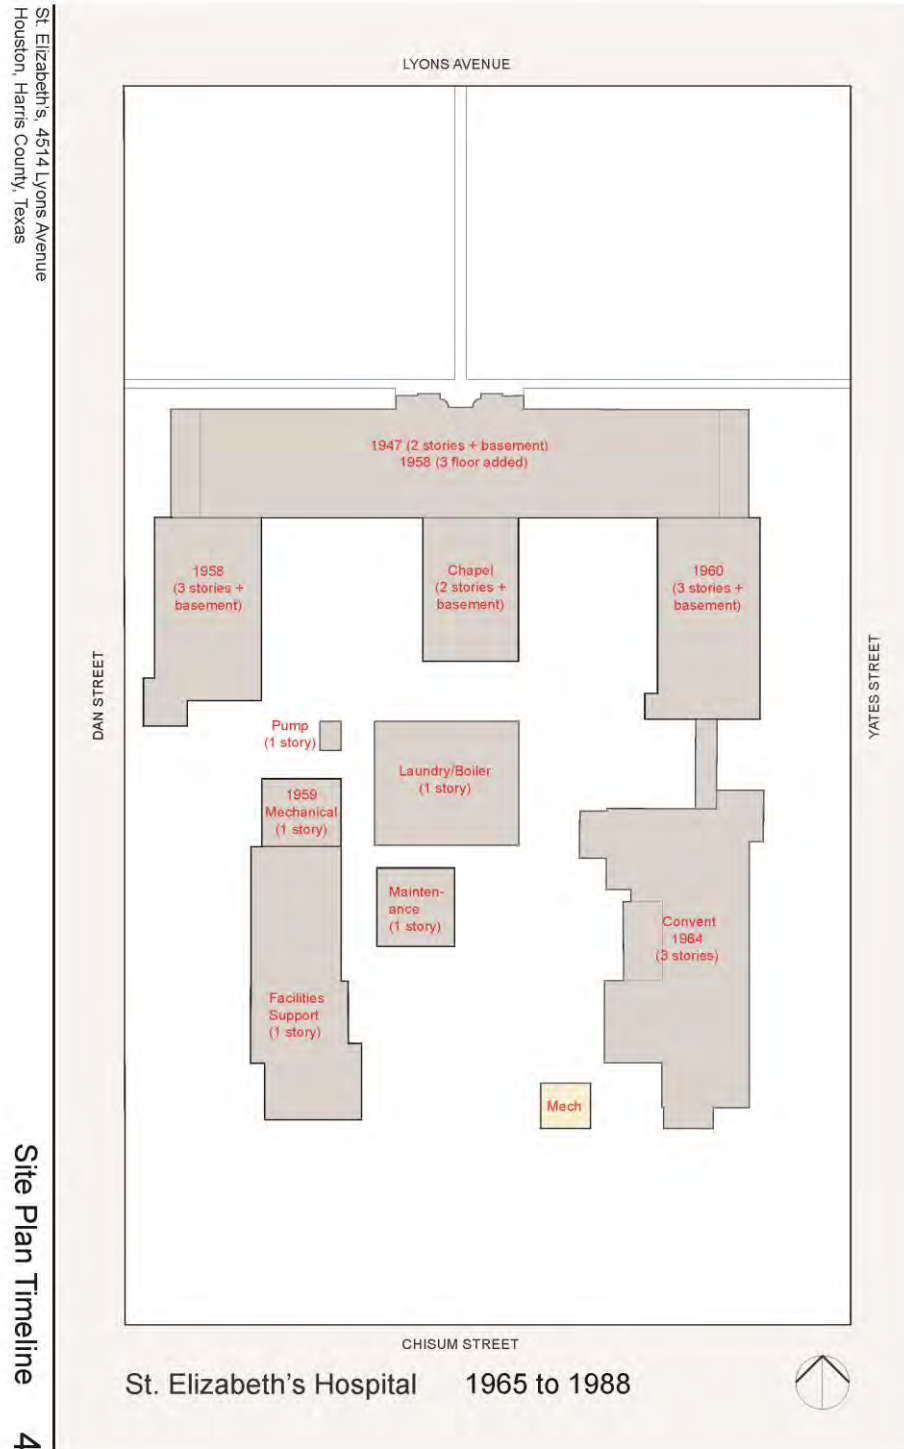 St. Elizabeth's, 4514 Lyons Avenue
Houston, Harris County, Texas
LYONS AVENUE
1947 (2 stories + basement)
1958 (3 floor added)
1958
(3 stories +
basement)
Chapel
(2 stories +
basement)
1960
(3 stories +
basement)
DAN STREET
YATES STREET
Pump
(1 story)
Laundry/Boiler
(1 story)
1959
Mechanical
(1 story)
Mainten-
ance
(1 story)
Convent
1964
(3 stories)
Facilities
Support
(1 story)
Mech
CHISUM STREET
St. Elizabeth's Hospital 1965 to 1988
Site Plan Timeline 4